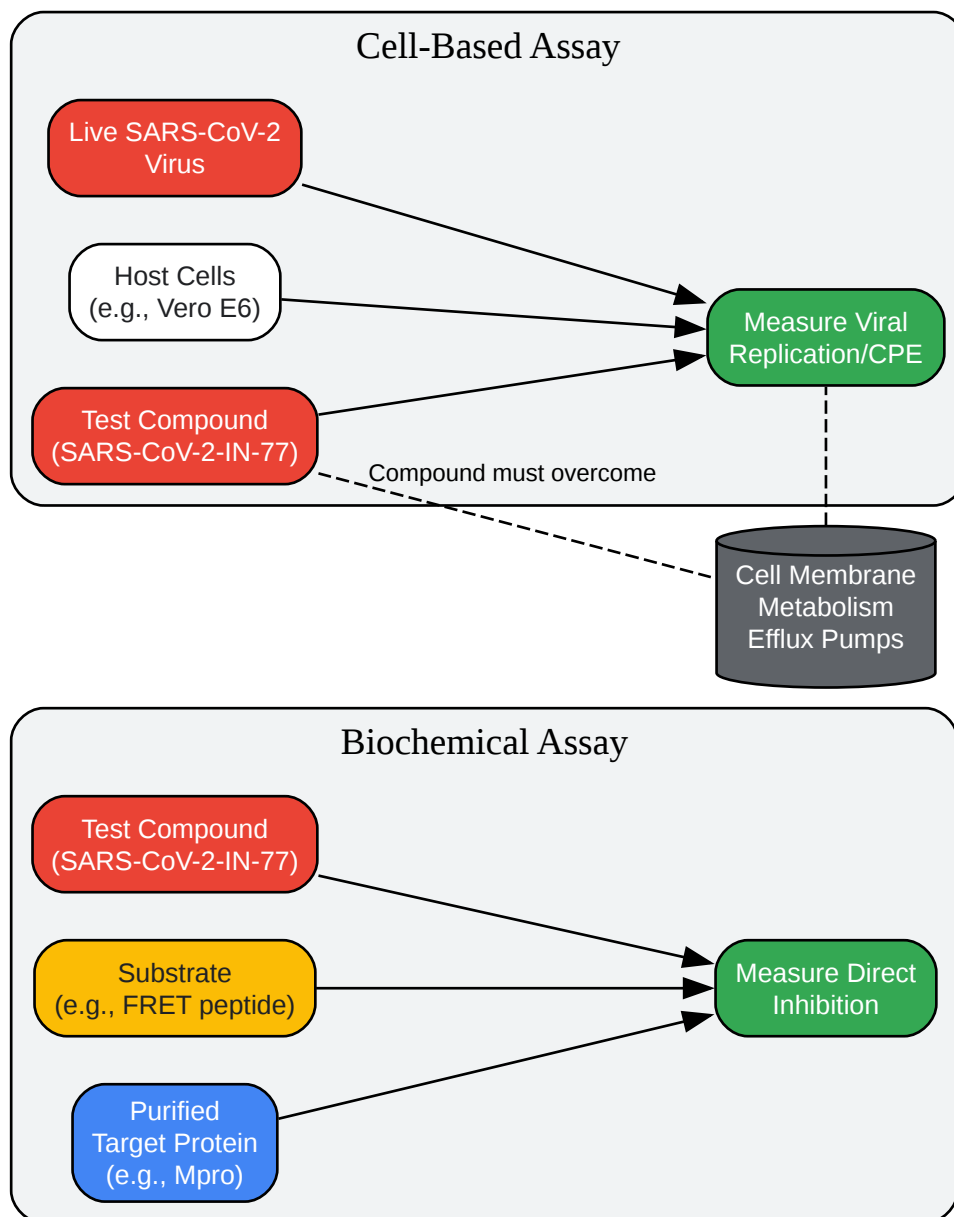 Cell-Based Assay
Live SARS-CoV-2
Virus
Host Cells
(e.g., Vero E6)
Measure Viral
Replication/CPE
Test Compound
(SARS-CoV-2-IN-77)
Compound must overcome
Cell Membrane
Metabolism
Efflux Pumps
Biochemical Assay
Test Compound
(SARS-CoV-2-IN-77)
Substrate
(e.g., FRET peptide)
Measure Direct
Inhibition
Purified
Target Protein
(e.g., Mpro)